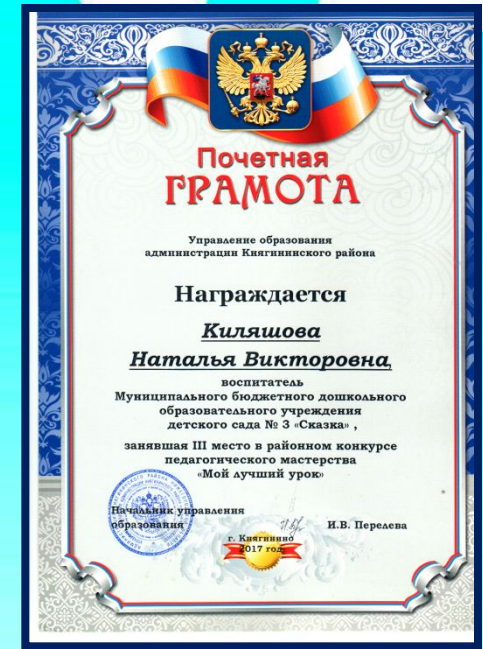 Почетная
ГРАМОТА
Управление образования
администрации Княгининского района
Награждается
Киляшова
Наталья Викторовна,
воспитатель
Муниципального бюджетного дошкольного
образовательного учреждения
детского сада № 3 «Сказка» ,
занявшая III место в районном конкурсе
педагогического мастерства
«Мой лучший урок»
Начальник управления
образования И.В. Перелева
г. Княгинино
2017 год